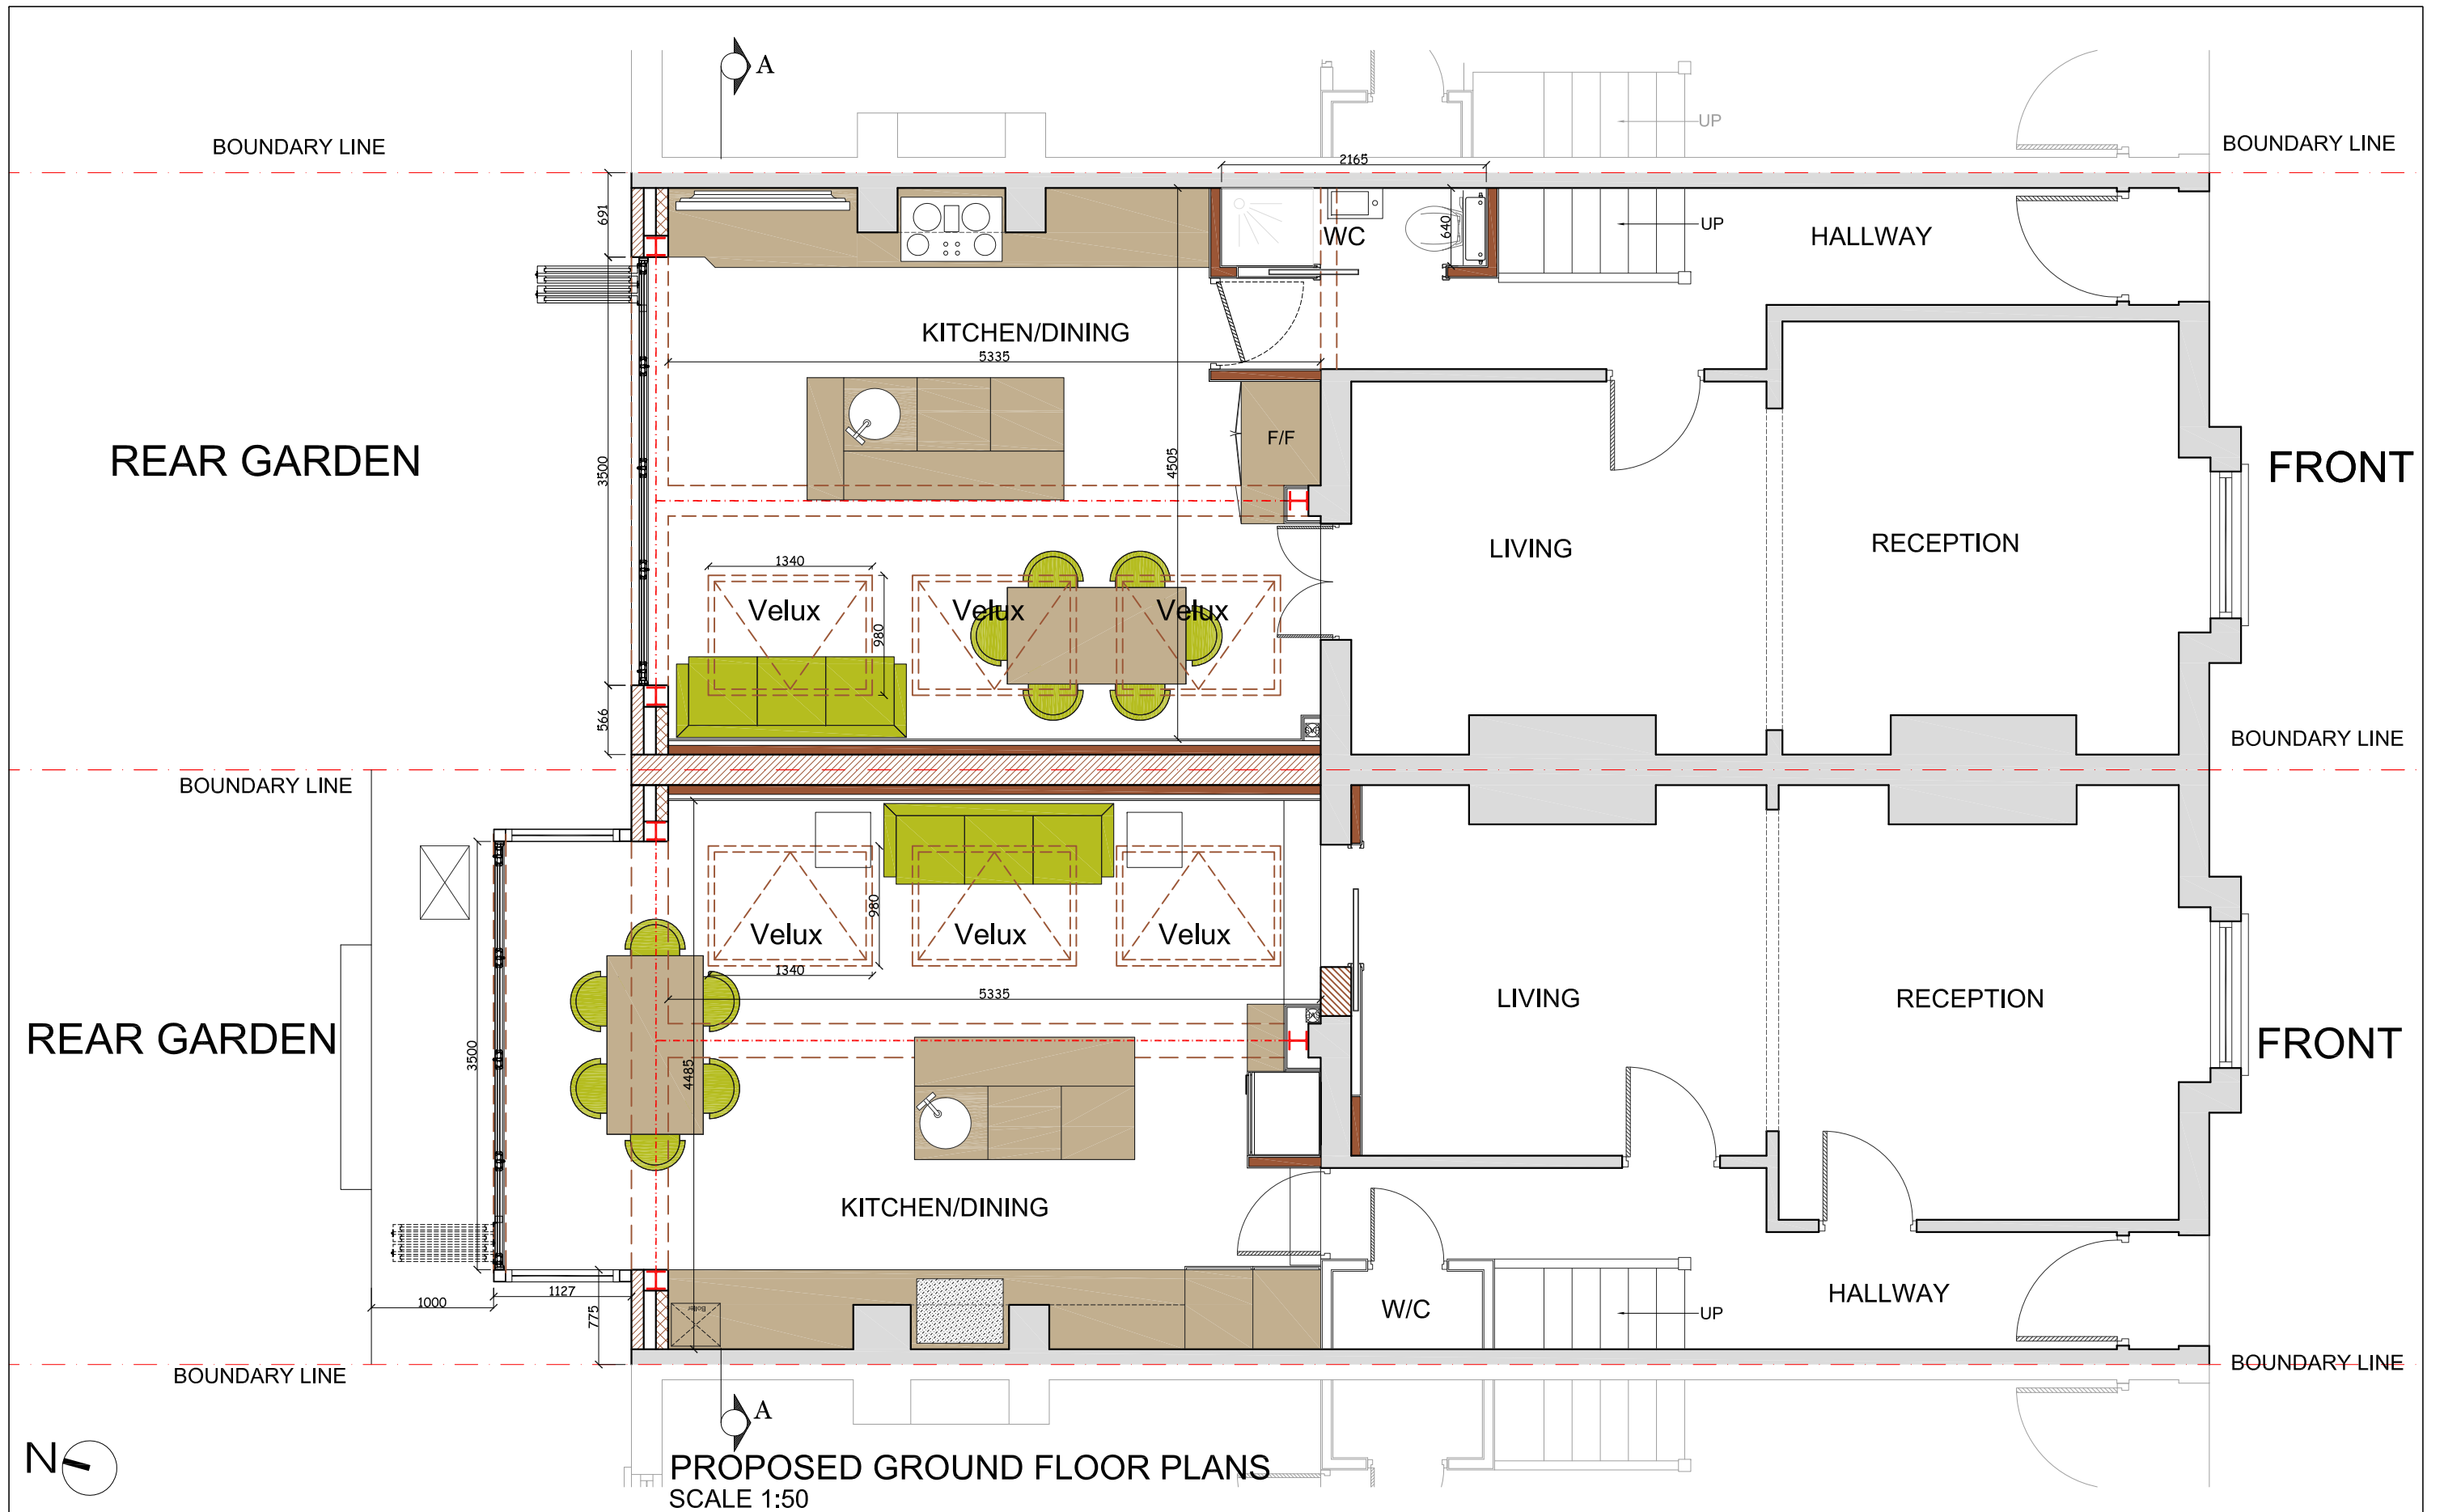 A
BOUNDARY LINE
BOUNDARY LINE
UP
2165
691
640
WC
UP
HALLWAY
KITCHEN/DINING
5335
REAR GARDEN
3500
4505
F/F
LIVING
RECEPTION
FRONT
1340
Velux
Velux
Velux
980
566
BOUNDARY LINE
BOUNDARY LINE
980
Velux
Velux
Velux
1340
5335
LIVING
RECEPTION
REAR GARDEN
3500
4485
FRONT
KITCHEN/DINING
1127
1000
775
Boiler
W/C
UP
HALLWAY
BOUNDARY LINE
BOUNDARY LINE
A
N
PROPOSED GROUND FLOOR PLANS
SCALE 1:50